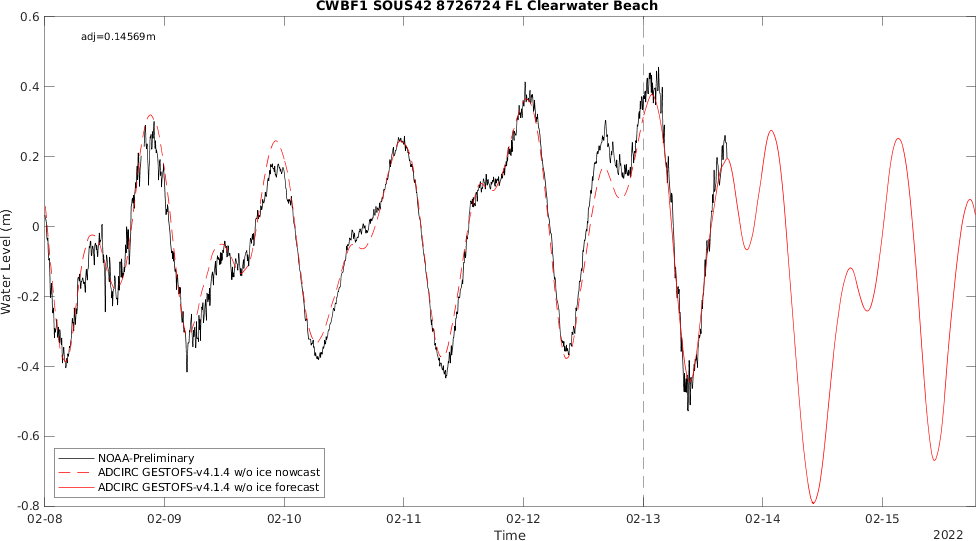 CWBF1 SOUS42 8726724 FL Clearwater Beach
adj=0.14569m
0.6
0.4
0.2
0
-0.2
-0.4
-0.6
-0.8
Water Level (m)
NOAA-Preliminary
ADCIRC GESTOFS-v4.1.4 w/o ice nowcast
ADCIRC GESTOFS-v4.1.4 w/o ice forecast
02-08 02-09 02-10 02-11 02-12 02-13 02-14 02-15
Time
2022